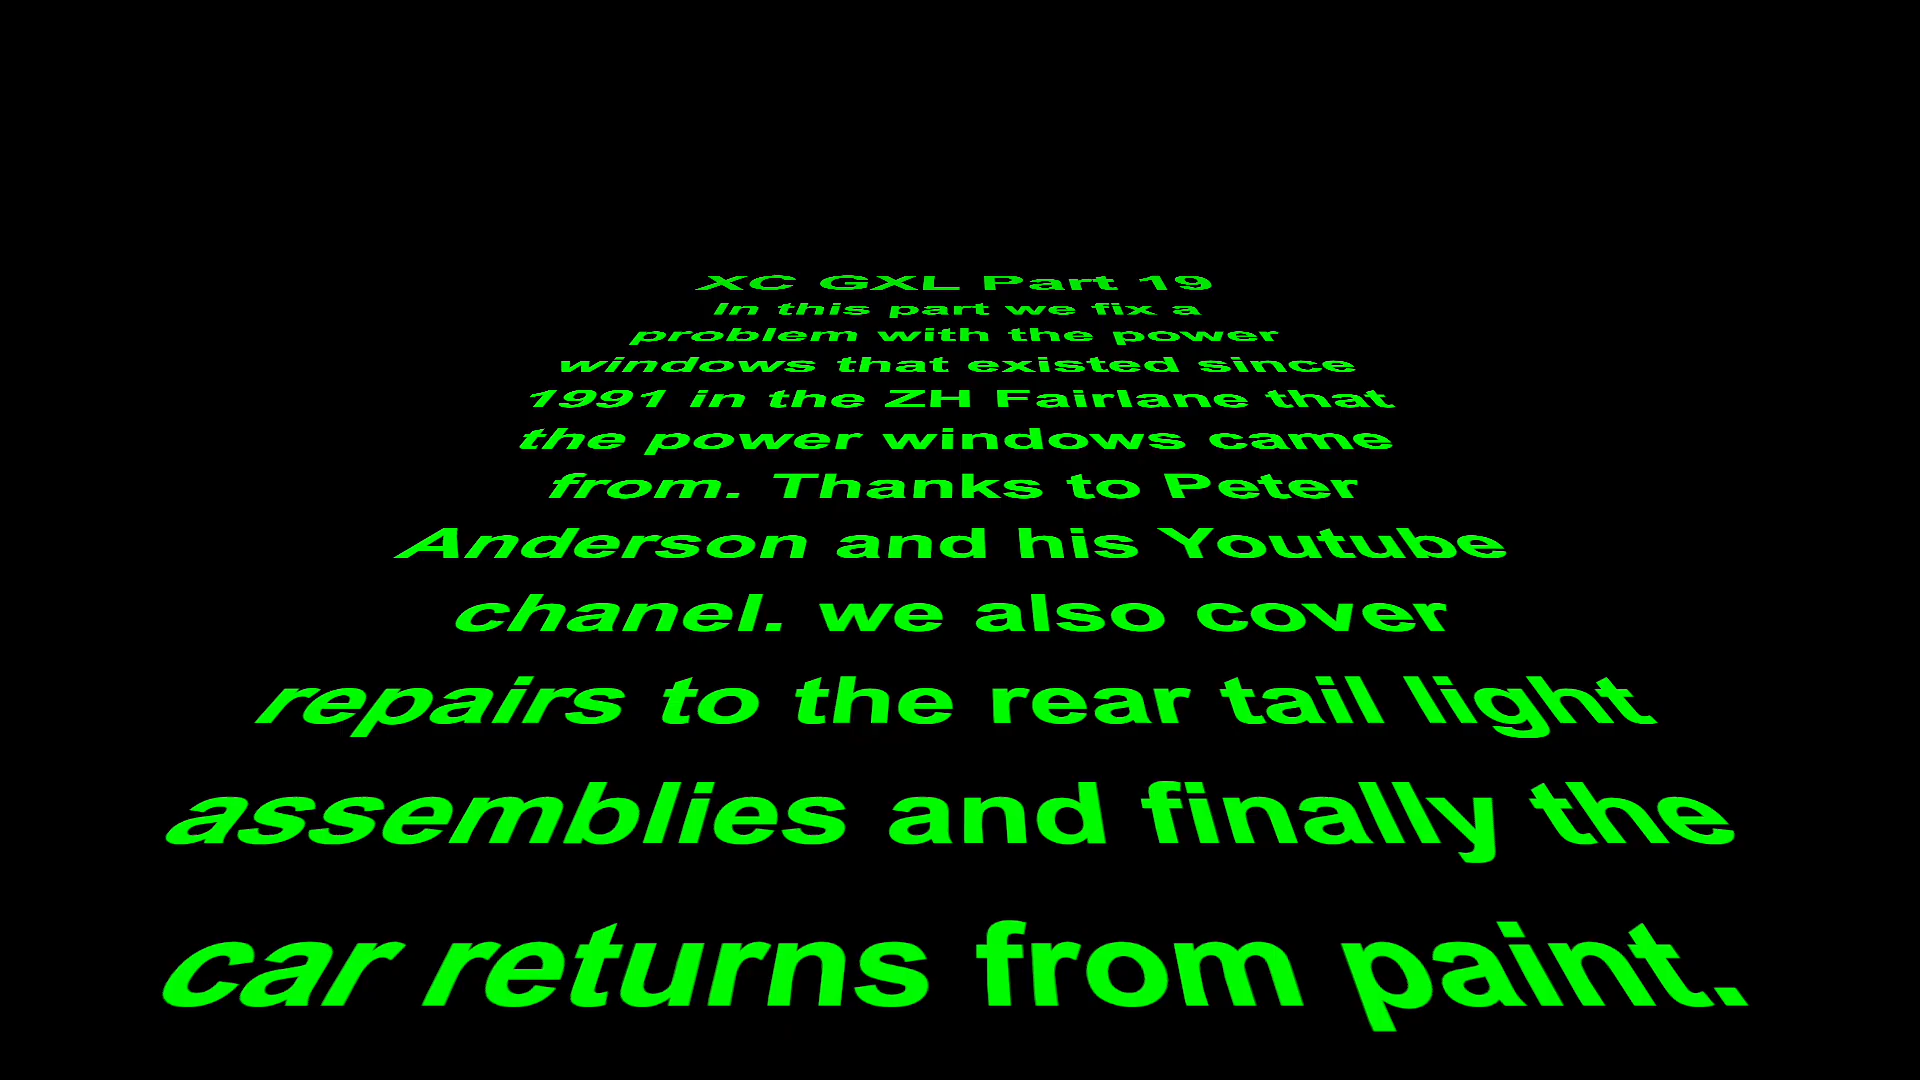 XC GXL Part 19
In this part we fix a
problem with the power
windows that existed since
1991 in the ZH Fairlane that
the power windows came
from. Thanks to Peter
Anderson and his Youtube
chanel. we also cover
repairs to the rear tail light
assemblies and finally the
car returns from paint.